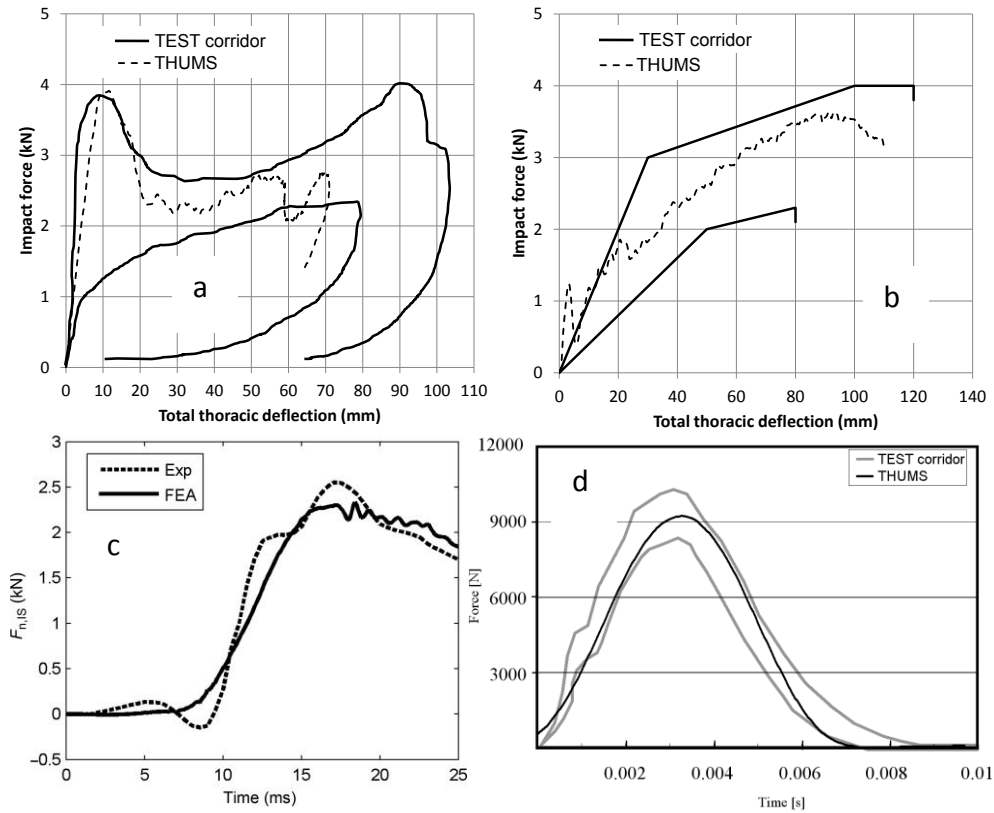 5
4
3
2
1
0
Impact force (kN)
TEST corridor
THUMS
a
0 10 20 30 40 50 60 70 80 90 100 110
Total thoracic deflection (mm)
5
4
3
2
1
0
Impact force (kN)
TEST corridor
THUMS
b
0 20 40 60 80 100 120 140
Total thoracic deflection (mm)
3
2.5
2
1.5
1
0.5
0
–0.5
Fn,IS (kN)
Exp
FEA
c
0 5 10 15 20 25
Time (ms)
12000
9000
6000
3000
Force [N]
d
TEST corridor
THUMS
0.002 0.004 0.006 0.008 0.01
Time [s]